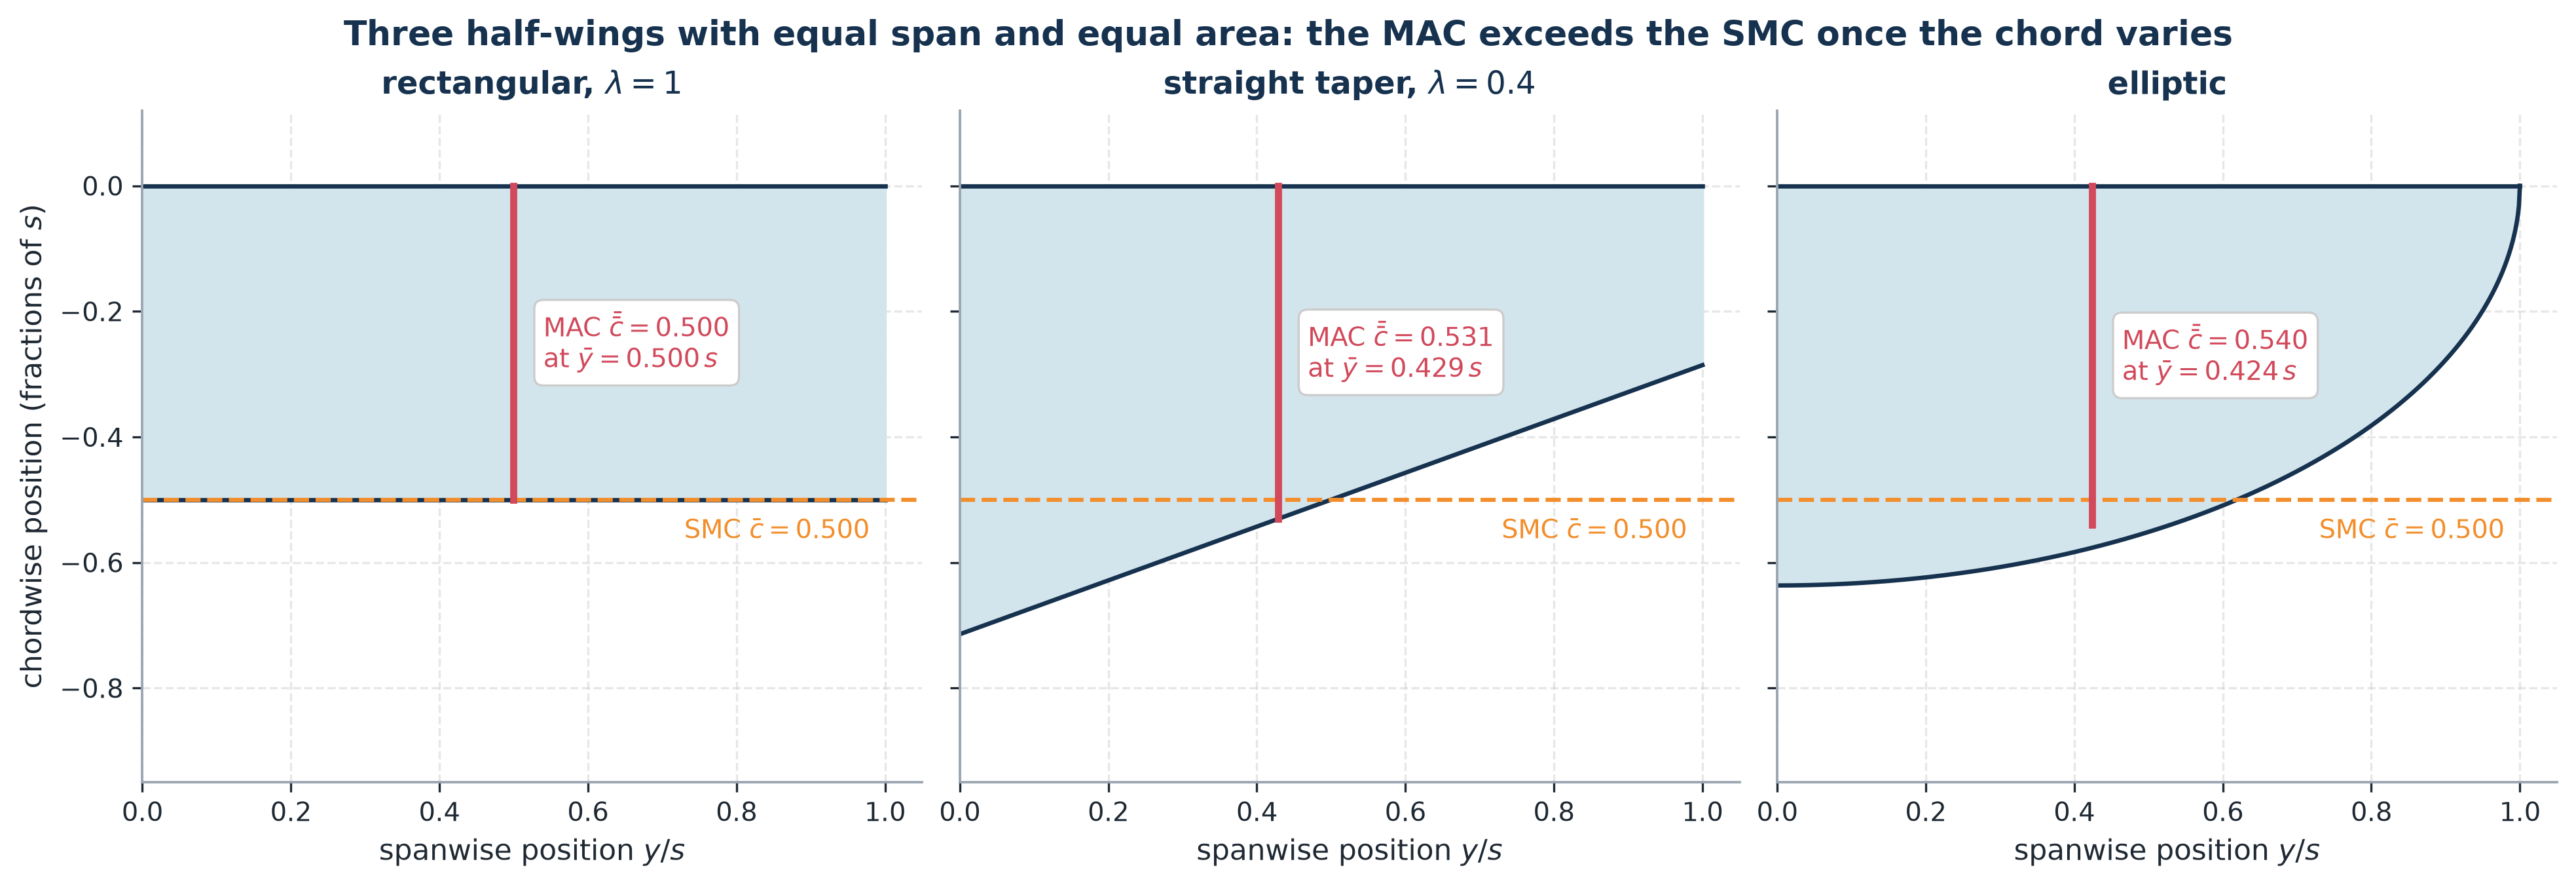 Three half-wings with equal span and equal area: the MAC exceeds the SMC once the chord varies
rectangular, λ = 1
straight taper, λ = 0.4
elliptic
chordwise position (fractions of s)
0.0
−0.2
−0.4
−0.6
−0.8
MAC c̿ = 0.500
at ȳ = 0.500 s
SMC c̄ = 0.500
0.0 0.2 0.4 0.6 0.8 1.0
spanwise position y/s
MAC c̿ = 0.531
at ȳ = 0.429 s
SMC c̄ = 0.500
0.0 0.2 0.4 0.6 0.8 1.0
spanwise position y/s
MAC c̿ = 0.540
at ȳ = 0.424 s
SMC c̄ = 0.500
0.0 0.2 0.4 0.6 0.8 1.0
spanwise position y/s